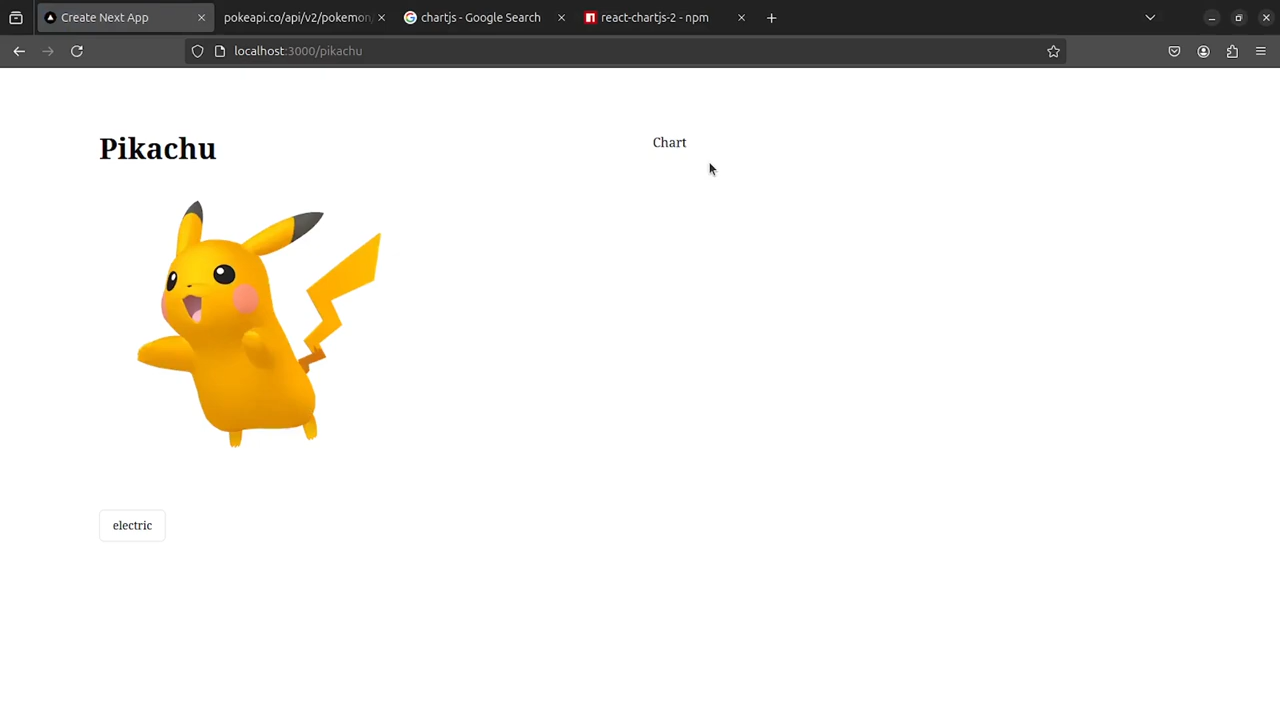 Create Next App
pokeapi.co/api/v2/pokemon/
chartjs - Google Search
react-chartjs-2 - npm
localhost:3000/pikachu
Pikachu
Chart
electric